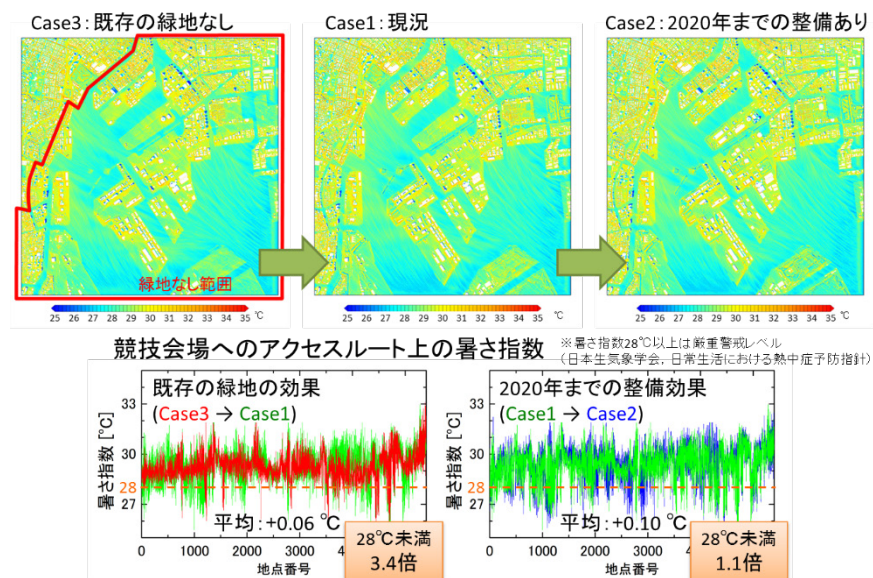 Case3：既存の緑地なし
Case1：現況
Case2：2020年までの整備あり
緑地なし範囲
25 26 27 28 29 30 31 32 33 34 35 ℃
25 26 27 28 29 30 31 32 33 34 35 ℃
25 26 27 28 29 30 31 32 33 34 35 ℃
競技会場へのアクセスルート上の暑さ指数
※暑さ指数28℃以上は厳重警戒レベル
(日本生気象学会, 日常生活における熱中症予防指針)
既存の緑地の効果
(Case3 → Case1)
暑さ指数 [℃]
33
30
28
27
平均：+0.06 ℃
0 1000 2000 3000
地点番号
28℃未満
3.4倍
2020年までの整備効果
(Case1 → Case2)
暑さ指数 [℃]
33
30
28
27
平均：+0.10 ℃
0 1000 2000 3000
地点番号
28℃未満
1.1倍